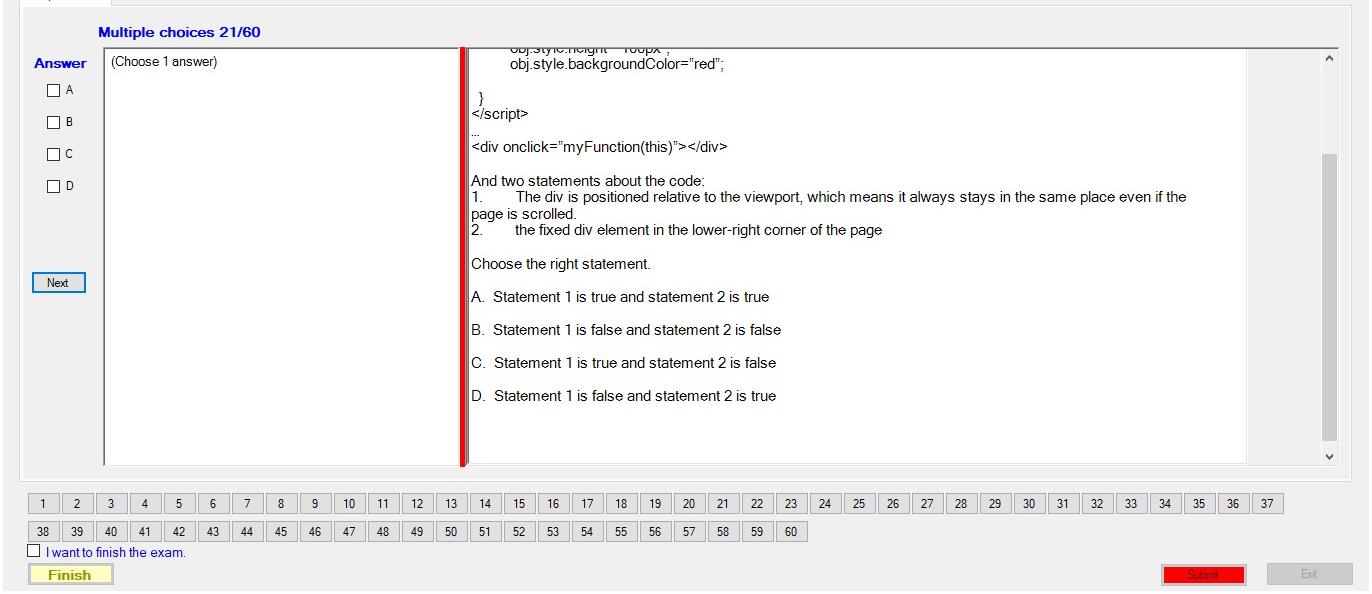 Multiple choices 21/60
Answer
(Choose 1 answer)
A
B
C
D
Next
obj.style.backgroundColor=”red”;
}
</script>
...
<div onclick=”myFunction(this)”></div>
And two statements about the code:
1. The div is positioned relative to the viewport, which means it always stays in the same place even if the
page is scrolled.
2. the fixed div element in the lower-right corner of the page
Choose the right statement.
A. Statement 1 is true and statement 2 is true
B. Statement 1 is false and statement 2 is false
C. Statement 1 is true and statement 2 is false
D. Statement 1 is false and statement 2 is true
1 2 3 4 5 6 7 8 9 10 11 12 13 14 15 16 17 18 19 20 21 22 23 24 25 26 27 28 29 30 31 32 33 34 35 36 37
38 39 40 41 42 43 44 45 46 47 48 49 50 51 52 53 54 55 56 57 58 59 60
I want to finish the exam.
Finish
Submit
Exit